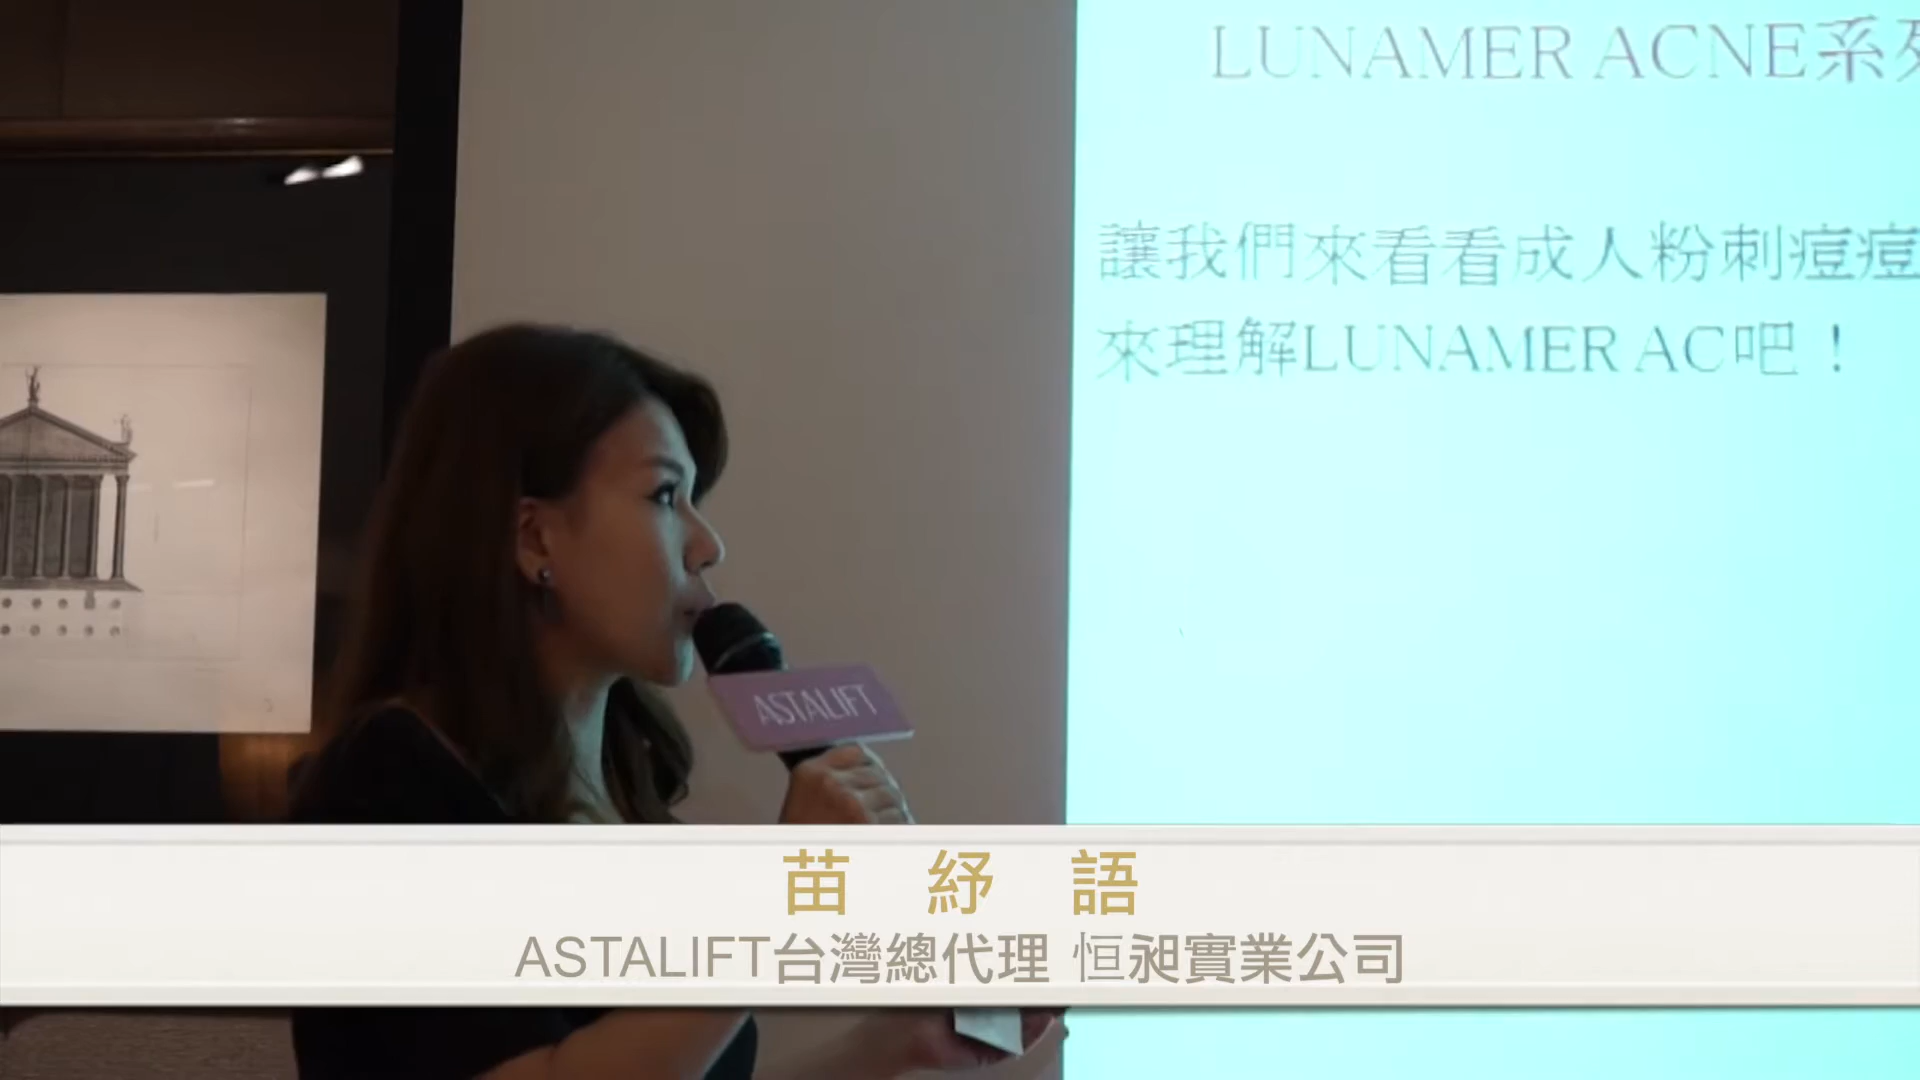 LUNAMER ACNE系列
讓我們來看看成人粉刺痘痘
來理解LUNAMER AC吧！
ASTALIFT
苗 紓 語
ASTALIFT台灣總代理 恒昶實業公司